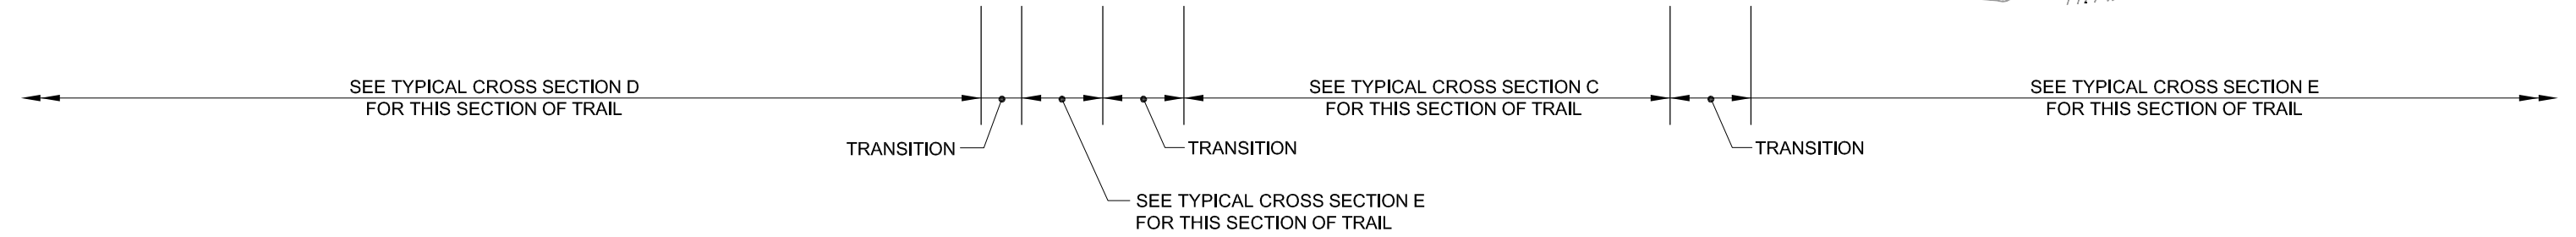 SEE TYPICAL CROSS SECTION D
FOR THIS SECTION OF TRAIL
SEE TYPICAL CROSS SECTION C
FOR THIS SECTION OF TRAIL
SEE TYPICAL CROSS SECTION E
FOR THIS SECTION OF TRAIL
TRANSITION
TRANSITION
TRANSITION
SEE TYPICAL CROSS SECTION E
FOR THIS SECTION OF TRAIL